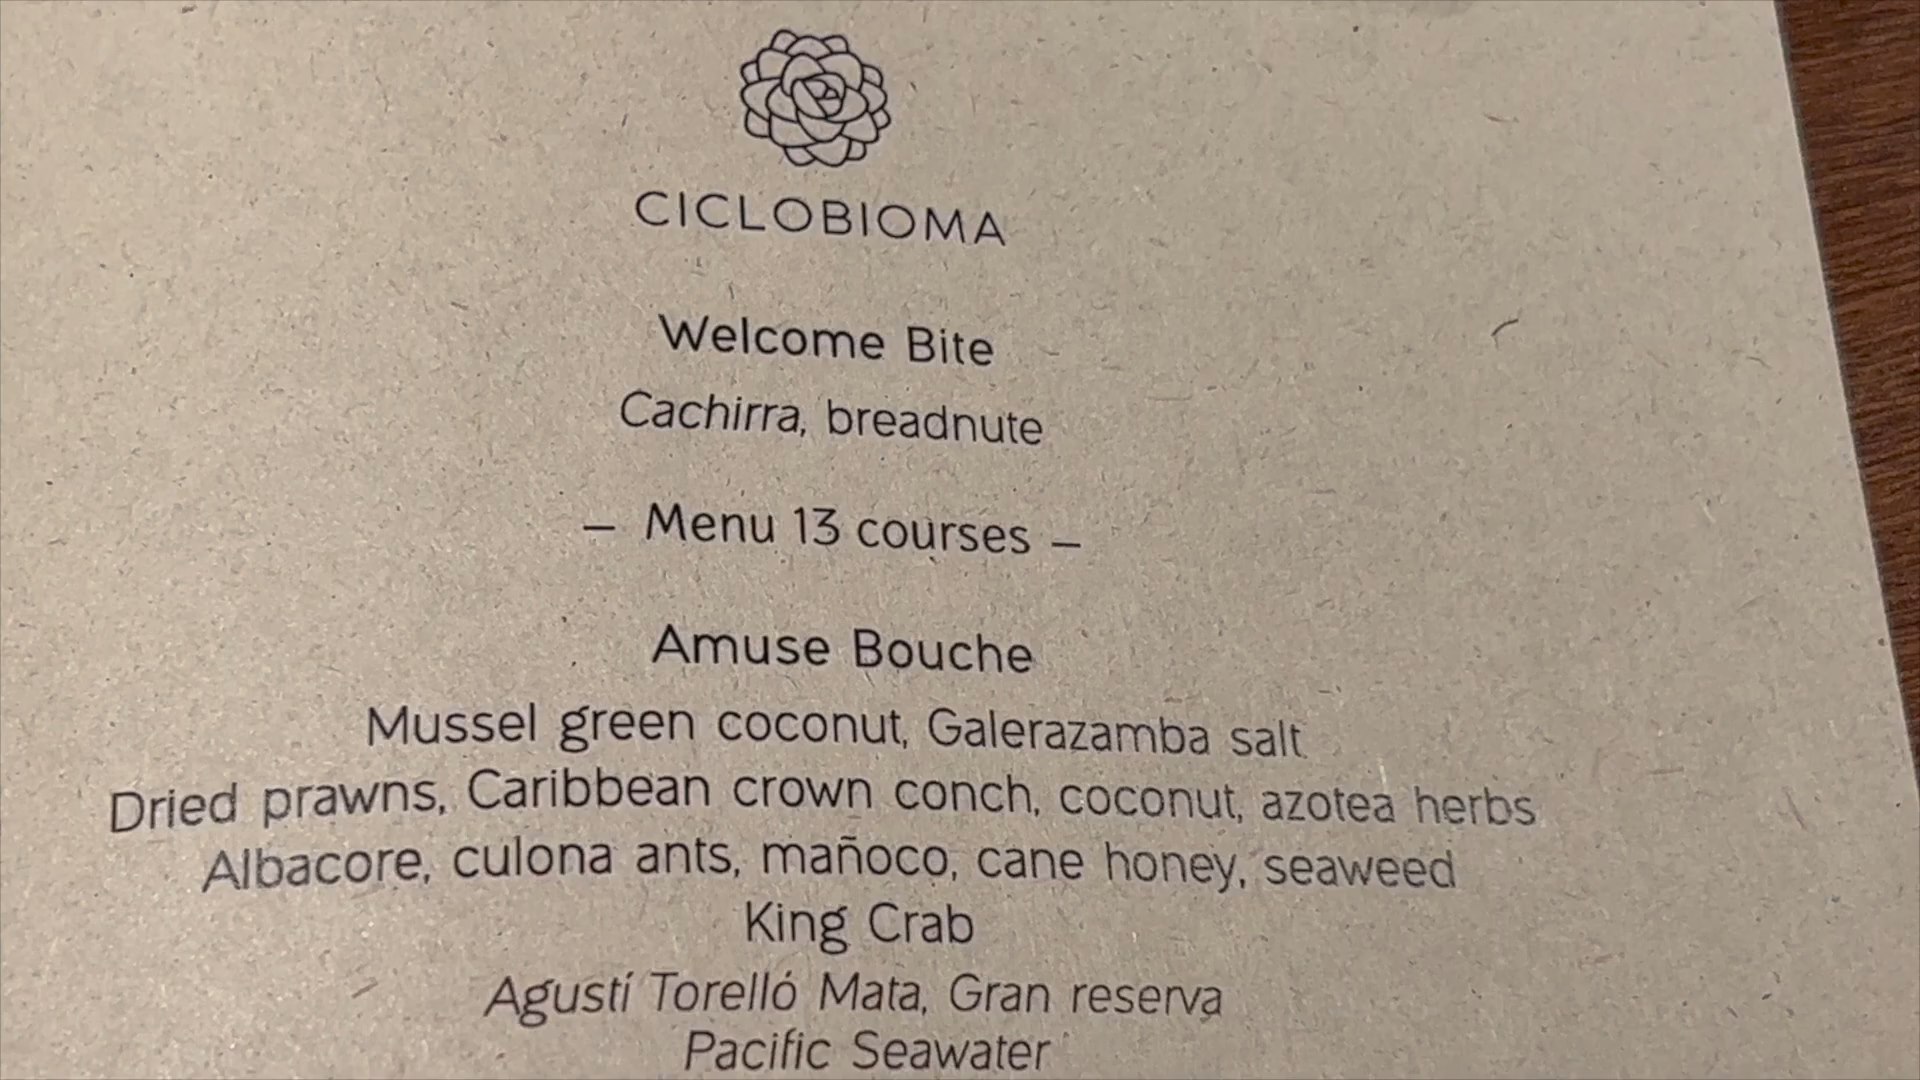 CICLOBIOMA
Welcome Bite
Cachirra, breadnute
– Menu 13 courses –
Amuse Bouche
Mussel green coconut, Galerazamba salt
Dried prawns, Caribbean crown conch, coconut, azotea herbs
Albacore, culona ants, mañoco, cane honey, seaweed
King Crab
Agustí Torelló Mata, Gran reserva
Pacific Seawater